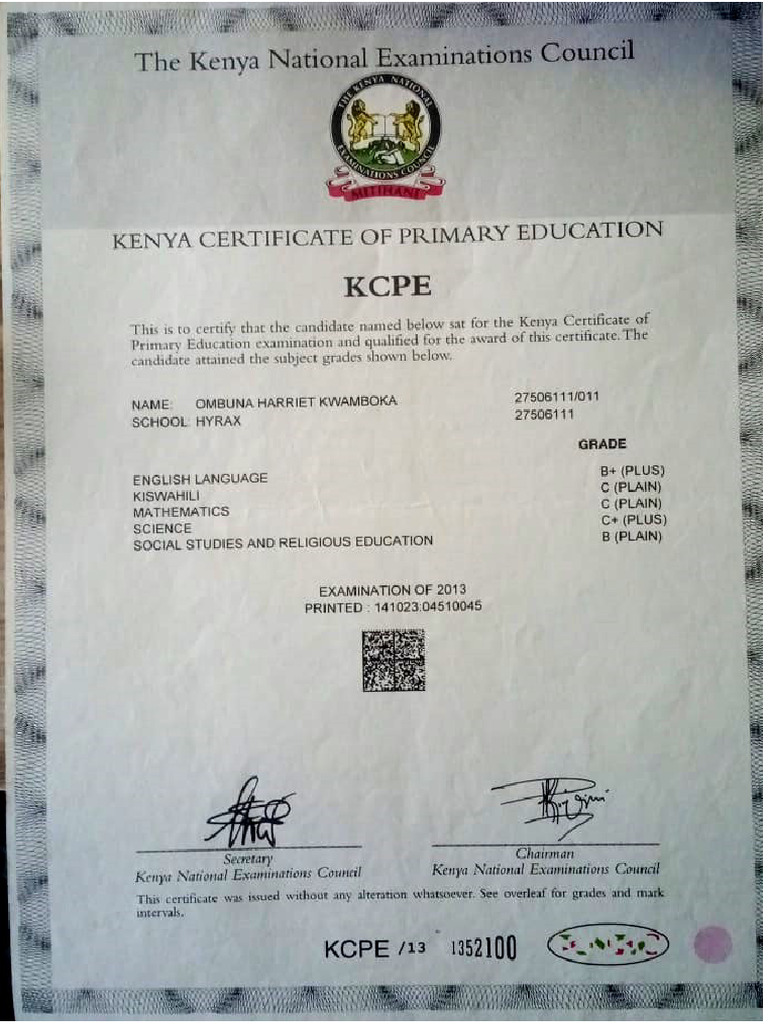 The Kenya National Examinations Council
THE KENYA NATIONAL
EXAMINATIONS COUNCIL
MITIHANI
KENYA CERTIFICATE OF PRIMARY EDUCATION
KCPE
This is to certify that the candidate named below sat for the Kenya Certificate of
Primary Education examination and qualified for the award of this certificate. The
candidate attained the subject grades shown below.
NAME: OMBUNA HARRIET KWAMBOKA 27506111/011
SCHOOL: HYRAX 27506111
GRADE
ENGLISH LANGUAGE B+ (PLUS)
KISWAHILI C (PLAIN)
MATHEMATICS C (PLAIN)
SCIENCE C+ (PLUS)
SOCIAL STUDIES AND RELIGIOUS EDUCATION B (PLAIN)
EXAMINATION OF 2013
PRINTED : 141023:04510045
Secretary Chairman
Kenya National Examinations Council Kenya National Examinations Council
This certificate was issued without any alteration whatsoever. See overleaf for grades and mark
intervals.
KCPE /13 1352100